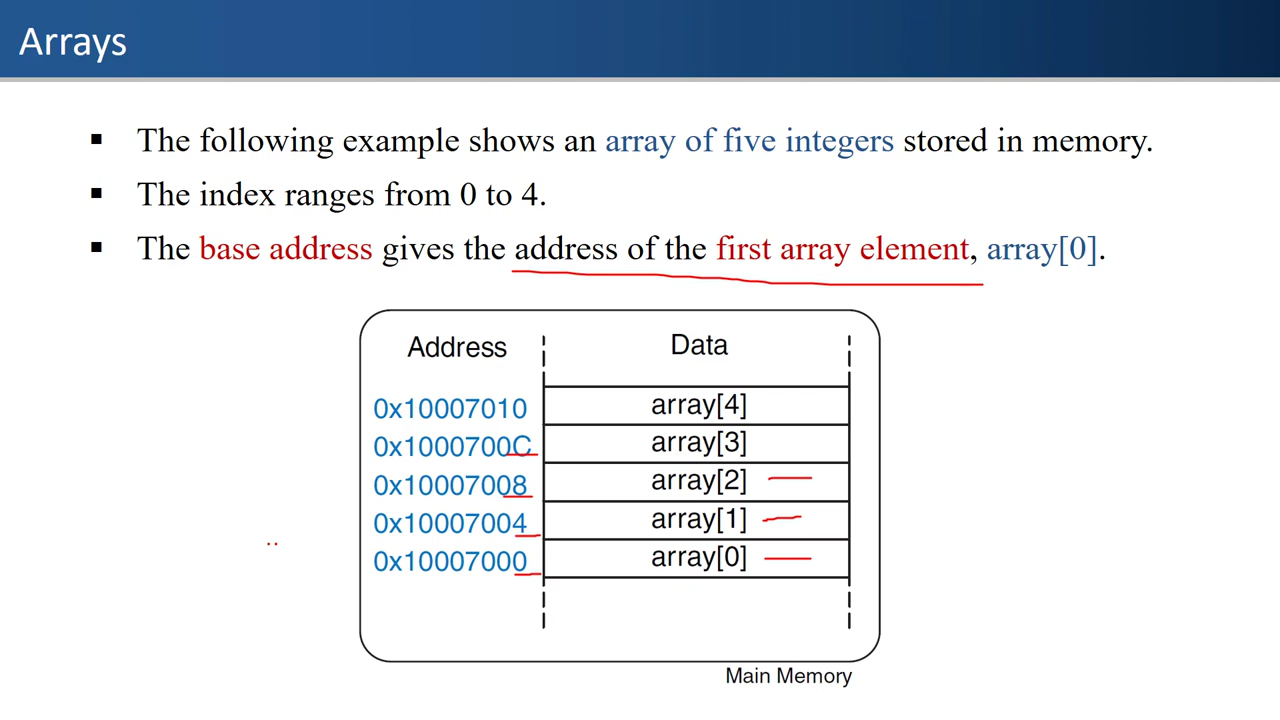 Arrays
▪ The following example shows an array of five integers stored in memory.
▪ The index ranges from 0 to 4.
▪ The base address gives the address of the first array element, array[0].
Address Data
0x10007010 array[4]
0x1000700C array[3]
0x10007008 array[2]
0x10007004 array[1]
0x10007000 array[0]
Main Memory